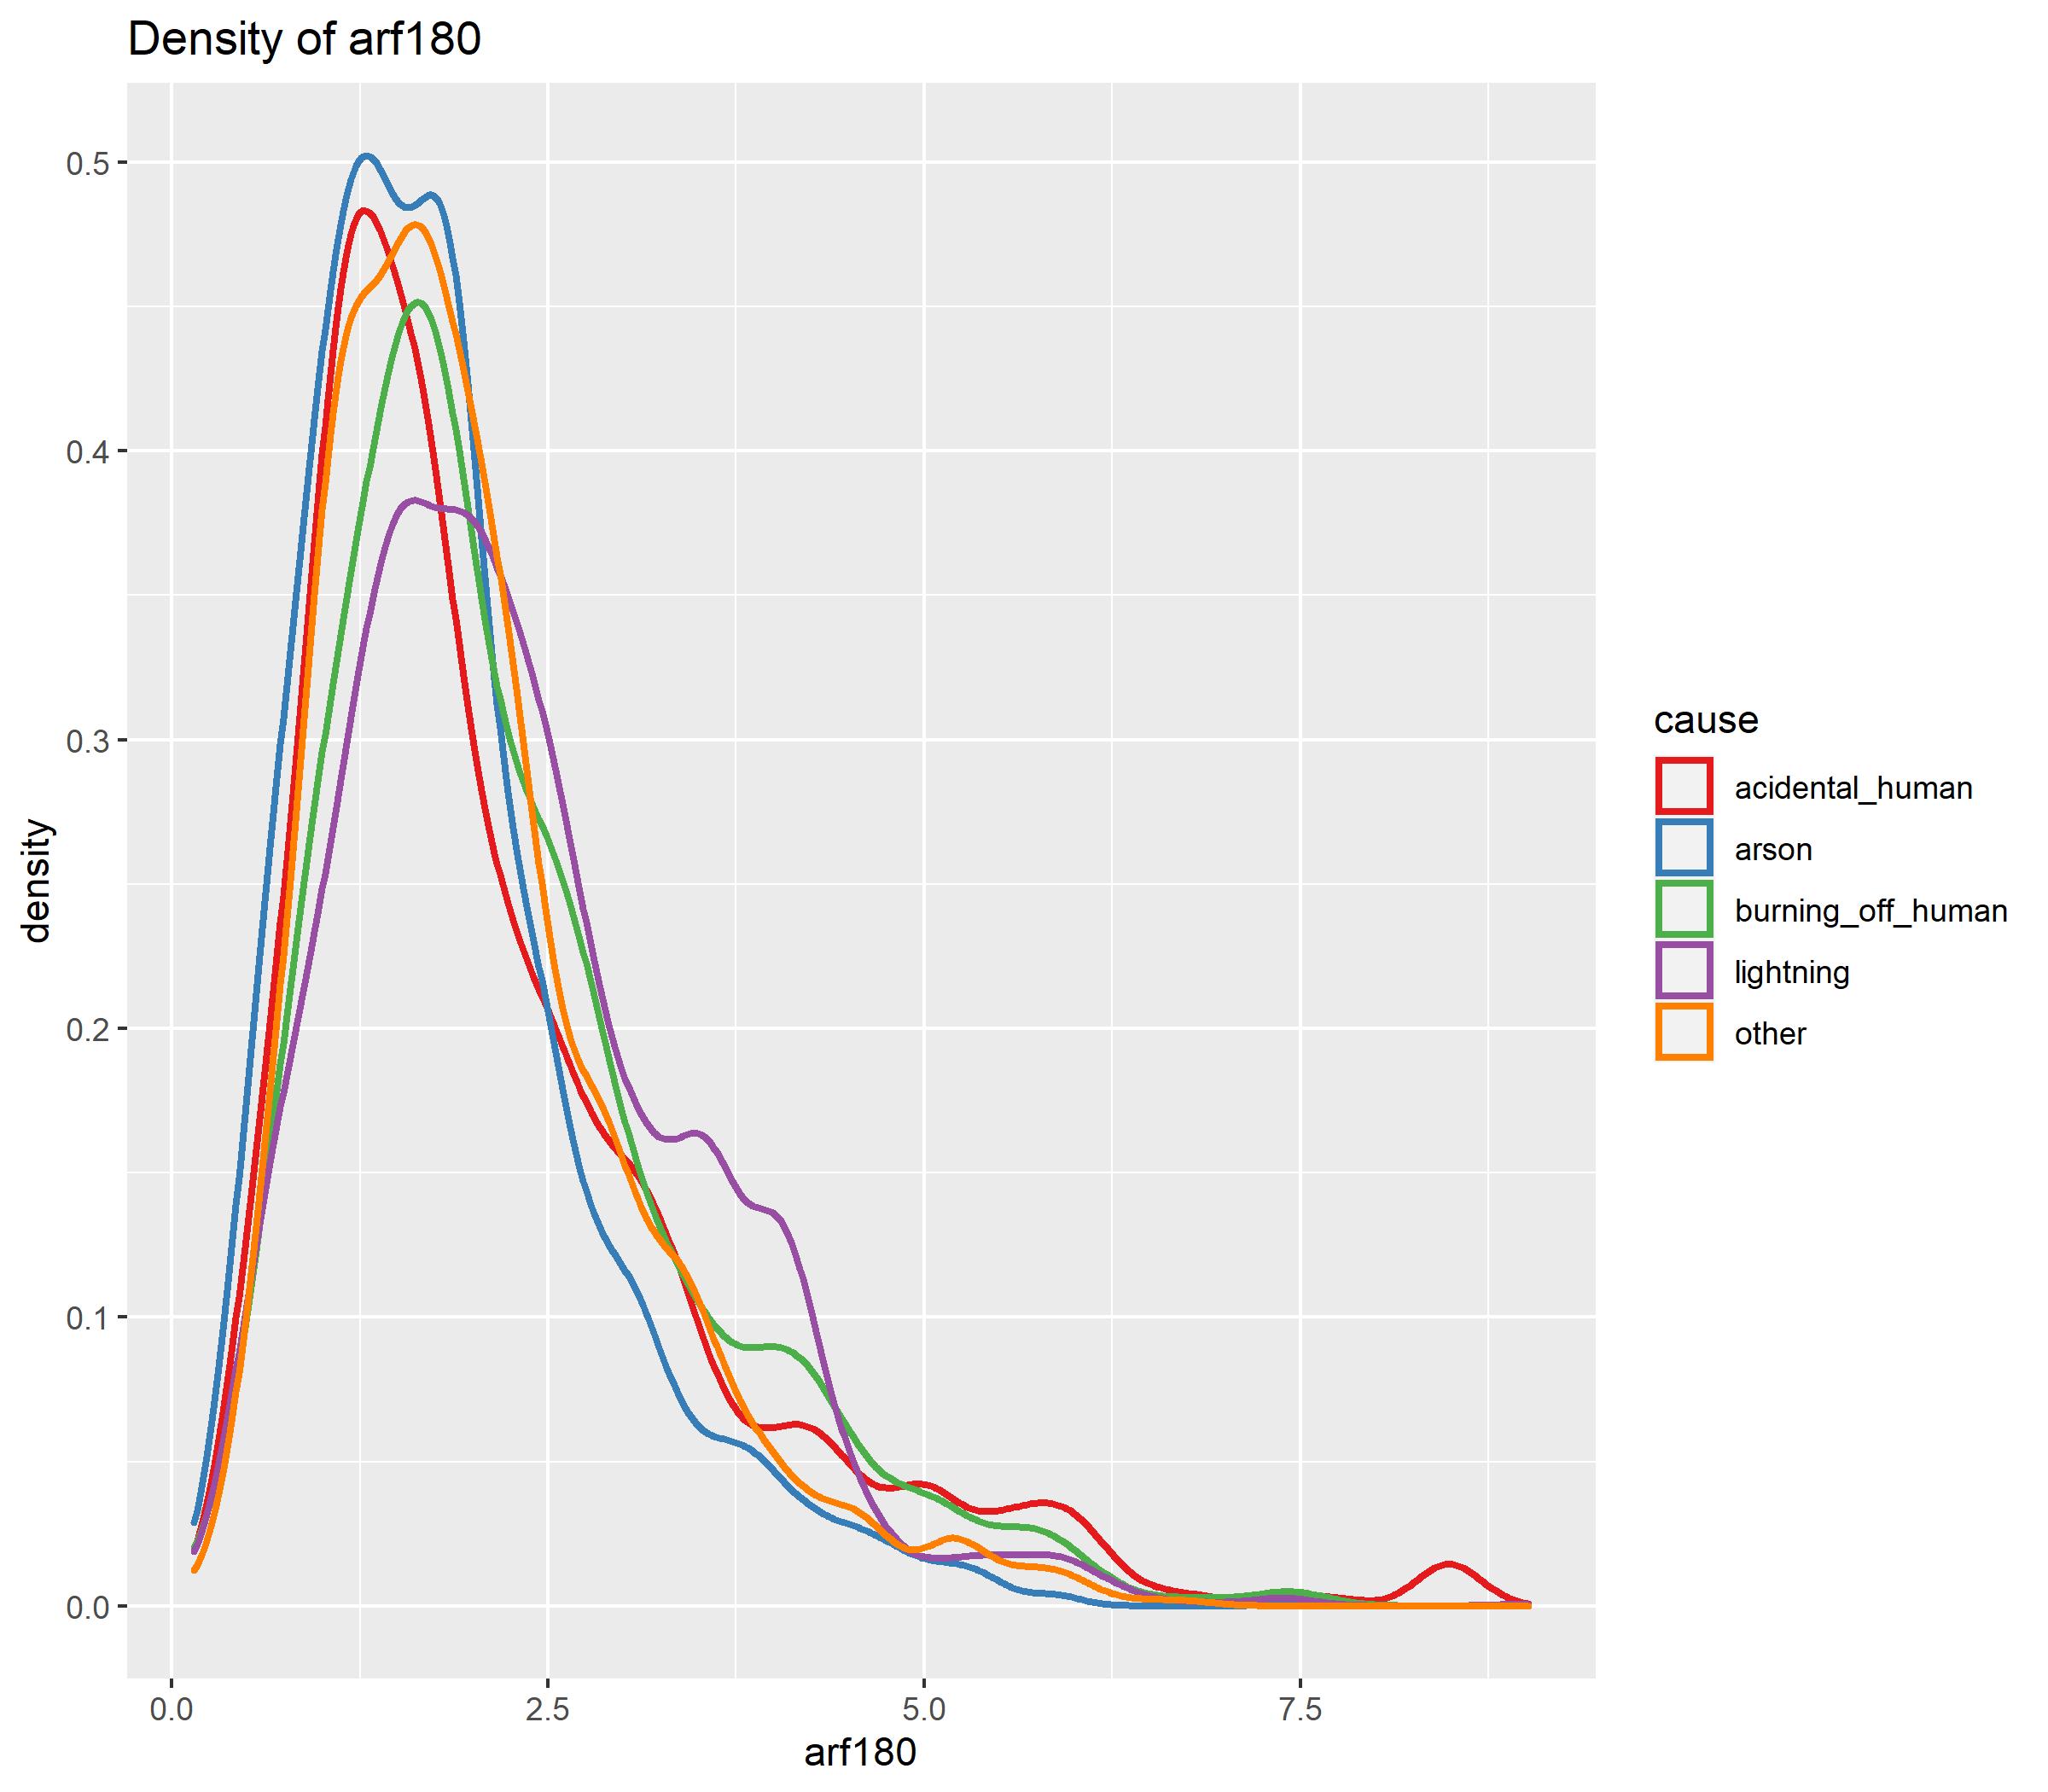 Density of arf180
0.5
0.4
0.3
0.2
0.1
0.0
density
0.0 2.5 5.0 7.5
arf180
cause
acidental_human
arson
burning_off_human
lightning
other